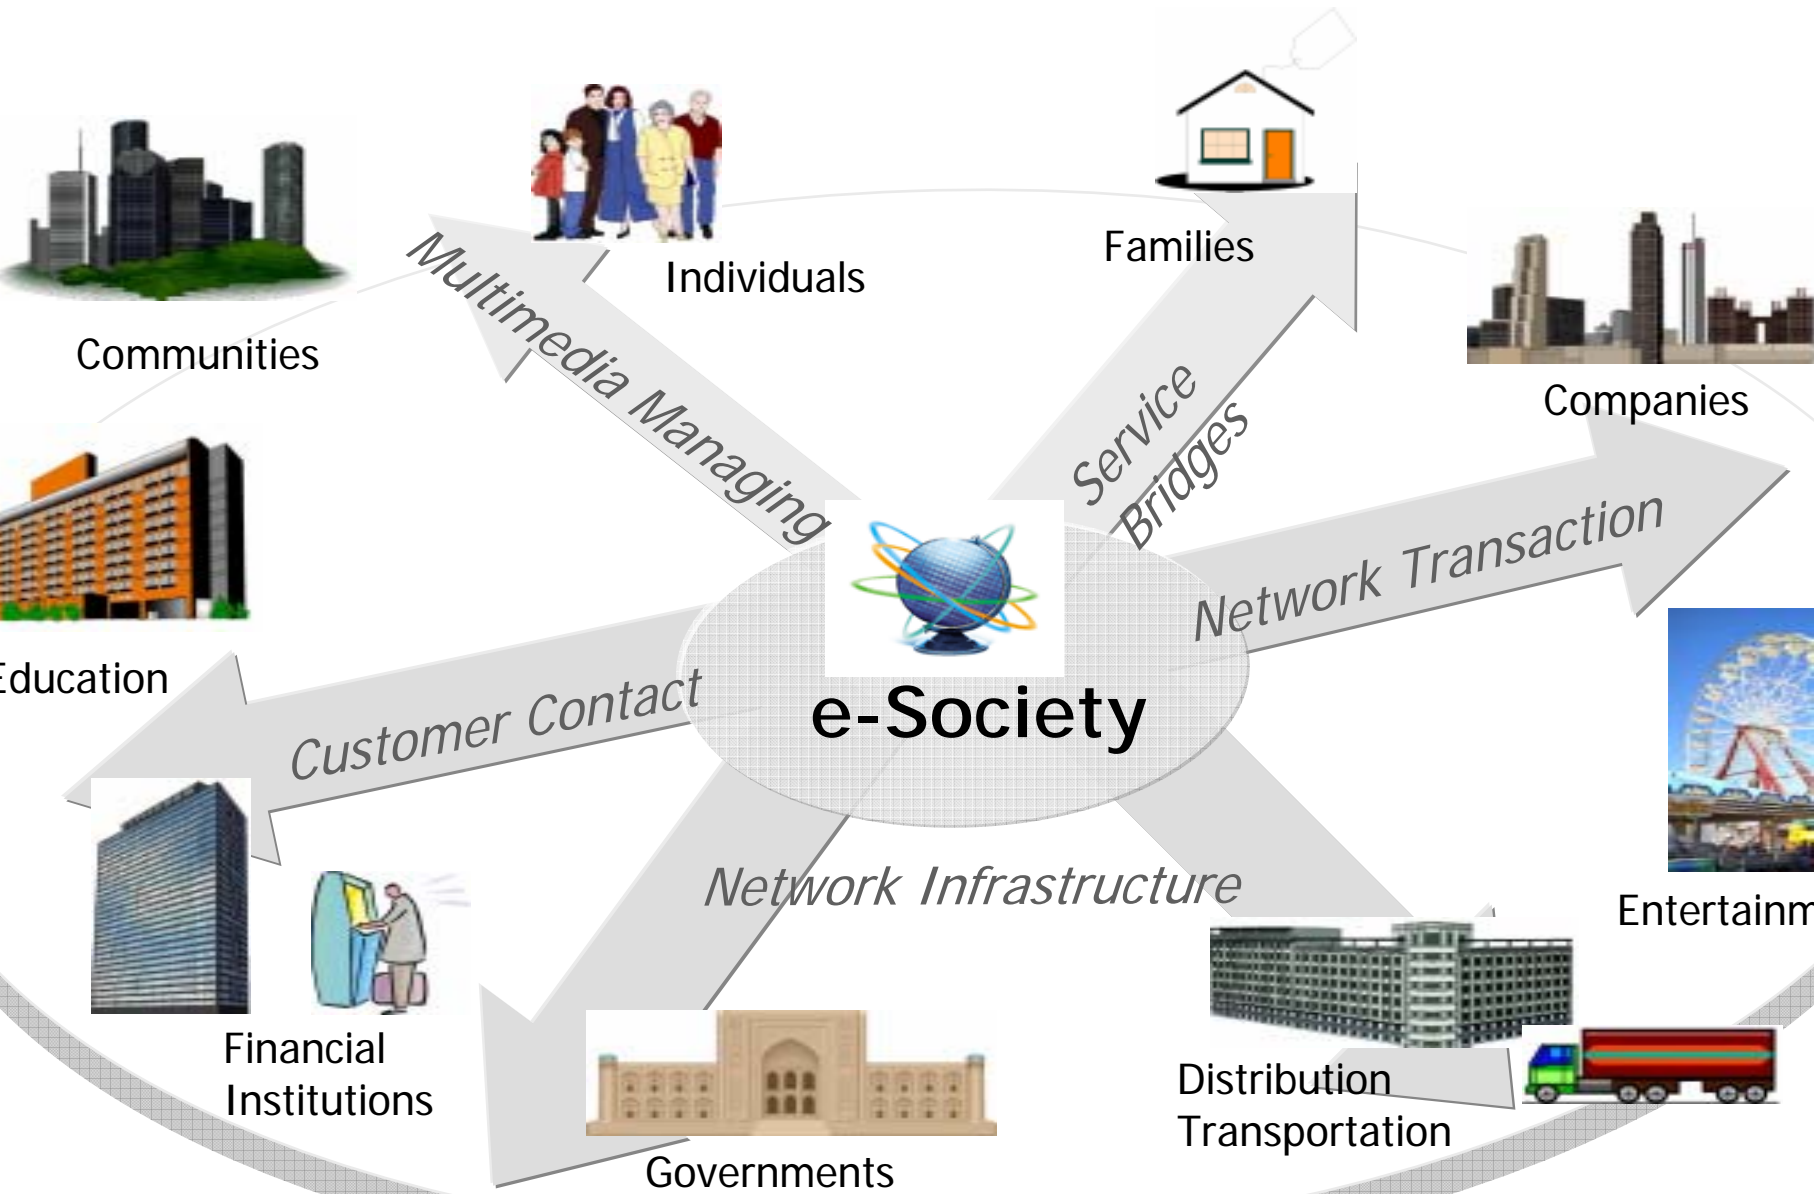 Individuals
Families
Communities
Companies
Multimedia Managing
Service
Bridges
Network Transaction
Education
Customer Contact
e-Society
Network Infrastructure
Entertainm
Financial
Institutions
Distribution
Transportation
Governments